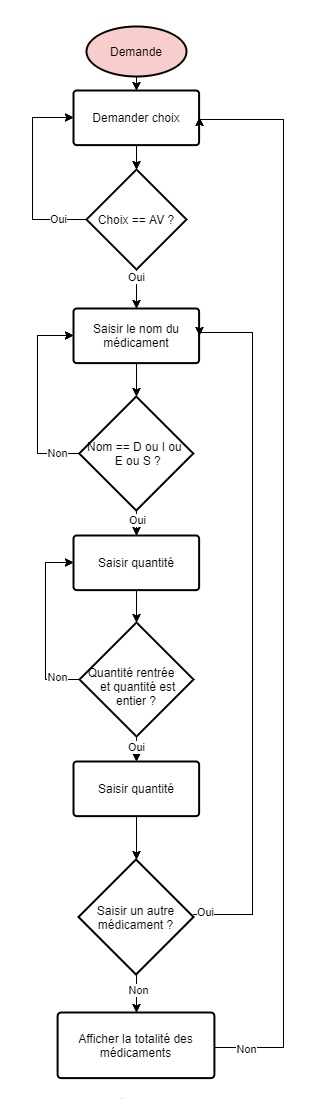 Demande
Demander choix
Choix == AV ?
Oui
Oui
Saisir le nom du
médicament
Nom == D ou I ou
E ou S ?
Non
Oui
Saisir quantité
Quantité rentrée
et quantité est
entier ?
Non
Oui
Saisir quantité
Saisir un autre
médicament ?
Oui
Non
Afficher la totalité des
médicaments
Non